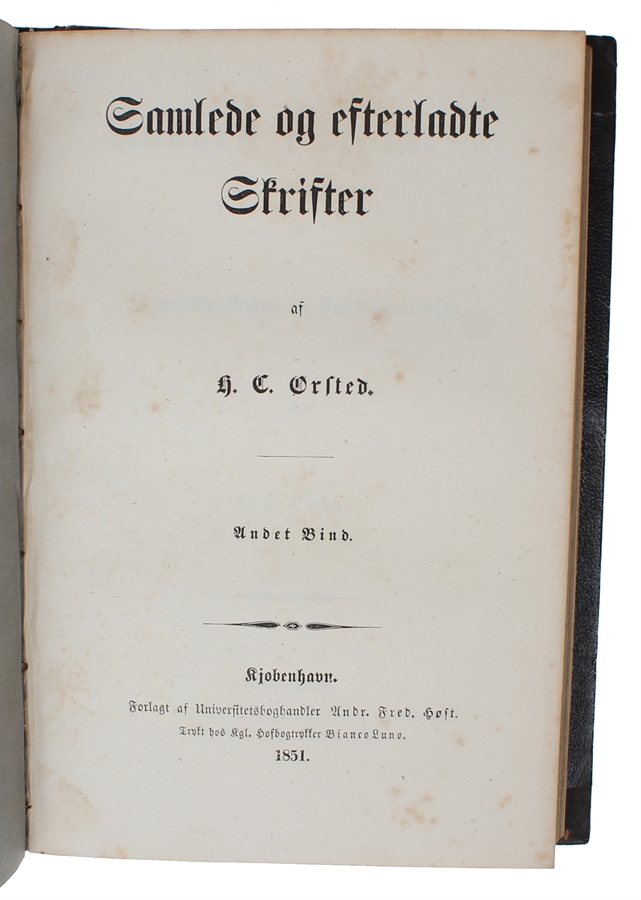 Samlede og efterladte
Skrifter
af
H. C. Ørsted.
Andet Bind.
Kjøbenhavn.
Forlagt af Universitetsboghandler Andr. Fred. Høst.
Trykt hos Kgl. Hofbogtrykker Bianco Luno.
1851.